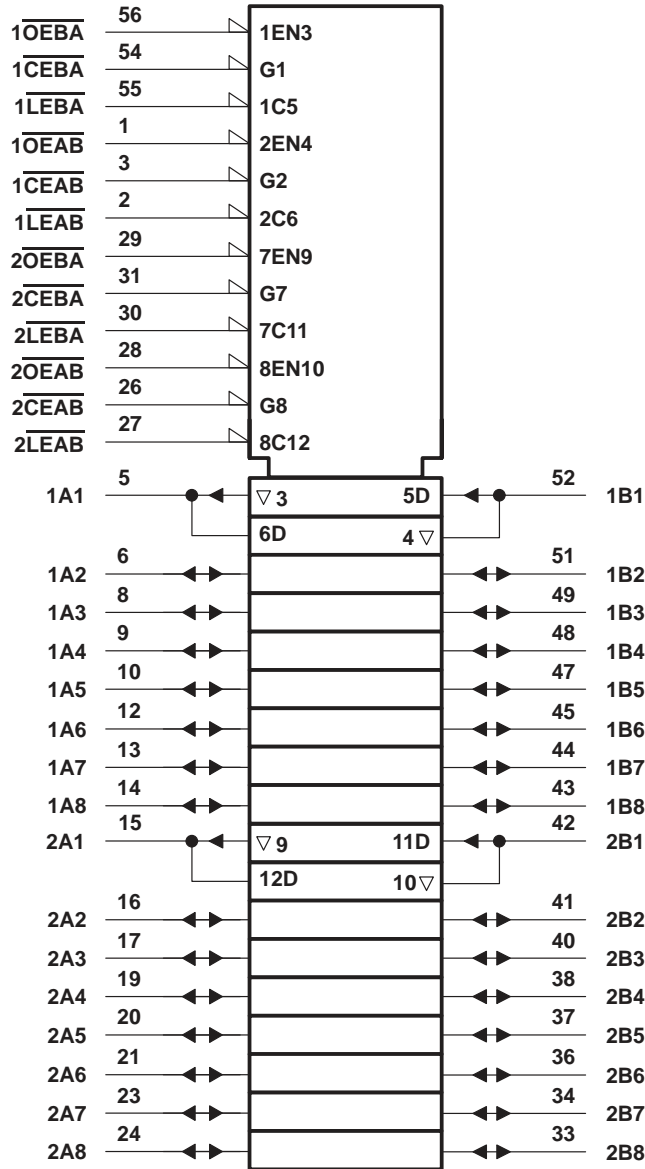 1OEBA 56 1EN3
1CEBA 54 G1
1LEBA 55 1C5
1OEAB 1 2EN4
1CEAB 3 G2
1LEAB 2 2C6
2OEBA 29 7EN9
2CEBA 31 G7
2LEBA 30 7C11
2OEAB 28 8EN10
2CEAB 26 G8
2LEAB 27 8C12
1A1 5 ▽ 3 5D 52 1B1
6D 4 ▽
1A2 6 51 1B2
1A3 8 49 1B3
1A4 9 48 1B4
1A5 10 47 1B5
1A6 12 45 1B6
1A7 13 44 1B7
1A8 14 43 1B8
2A1 15 ▽ 9 11D 42 2B1
12D 10 ▽
2A2 16 41 2B2
2A3 17 40 2B3
2A4 19 38 2B4
2A5 20 37 2B5
2A6 21 36 2B6
2A7 23 34 2B7
2A8 24 33 2B8